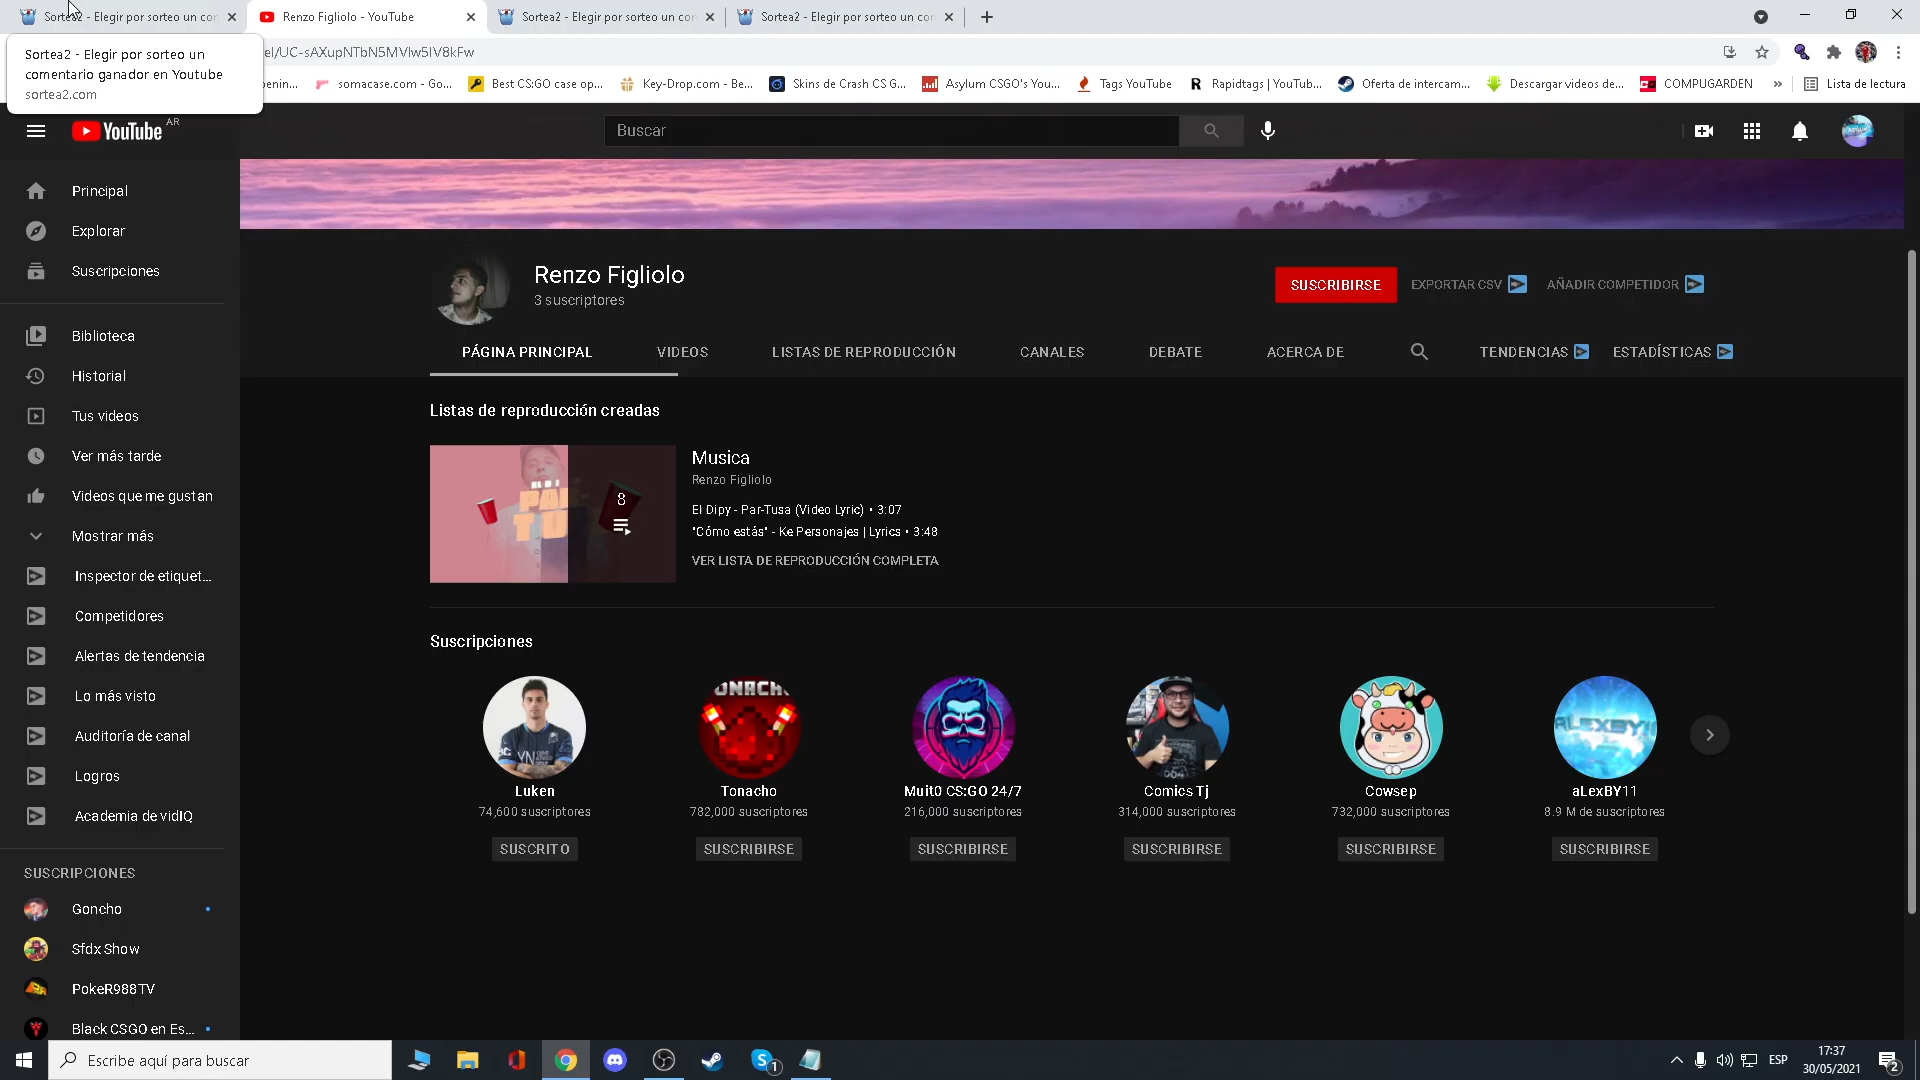 Sortea2 - Elegir por sorteo un con
Renzo Figliolo - YouTube
Sortea2 - Elegir por sorteo un con
Sortea2 - Elegir por sorteo un con
Sortea2 - Elegir por sorteo un
comentario ganador en Youtube
sortea2.com
el/UC-sAXupNTbN5MVlw5IV8kFw
penin...
somacase.com - Go...
Best CS:GO case op...
Key-Drop.com - Be...
Skins de Crash CS G...
Asylum CSGO's You...
Tags YouTube
Rapidtags | YouTub...
Oferta de intercam...
Descargar videos de...
COMPUGARDEN
»
Lista de lectura
YouTube AR
Buscar
Principal
Explorar
Suscripciones
Biblioteca
Historial
Tus videos
Ver más tarde
Videos que me gustan
Mostrar más
Inspector de etiquet...
Competidores
Alertas de tendencia
Lo más visto
Auditoría de canal
Logros
Academia de vidIQ
SUSCRIPCIONES
Goncho
Sfdx Show
PokeR988TV
Black CSGO en Es...
Renzo Figliolo
3 suscriptores
SUSCRIBIRSE
EXPORTAR CSV
AÑADIR COMPETIDOR
PÁGINA PRINCIPAL
VIDEOS
LISTAS DE REPRODUCCIÓN
CANALES
DEBATE
ACERCA DE
TENDENCIAS
ESTADÍSTICAS
Listas de reproducción creadas
8
Musica
Renzo Figliolo
El Dipy - Par-Tusa (Video Lyric) • 3:07
"Cómo estás" - Ke Personajes | Lyrics • 3:48
VER LISTA DE REPRODUCCIÓN COMPLETA
Suscripciones
Luken
74,600 suscriptores
SUSCRITO
Tonacho
782,000 suscriptores
SUSCRIBIRSE
Muit0 CS:GO 24/7
216,000 suscriptores
SUSCRIBIRSE
Comics Tj
314,000 suscriptores
SUSCRIBIRSE
Cowsep
732,000 suscriptores
SUSCRIBIRSE
aLexBY11
8.9 M de suscriptores
SUSCRIBIRSE
Escribe aquí para buscar
1
ESP
17:37
30/05/2021
2